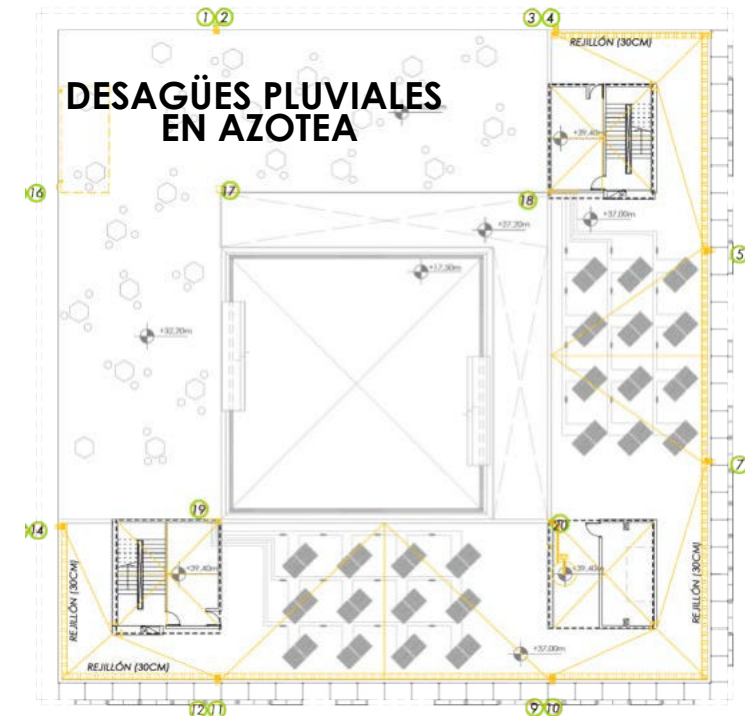 1 2
3 4
REJILLÓN (30CM)
DESAGÜES PLUVIALES
EN AZOTEA
+39,40m
16
17
18
+37,00m
+37,20m
5
+17,30m
+32,20m
7
19
14
20
+39,40m
+39,40m
REJILLÓN (30CM)
REJILLÓN (30CM)
+37,00m
REJILLÓN (30CM)
12 11
9 10